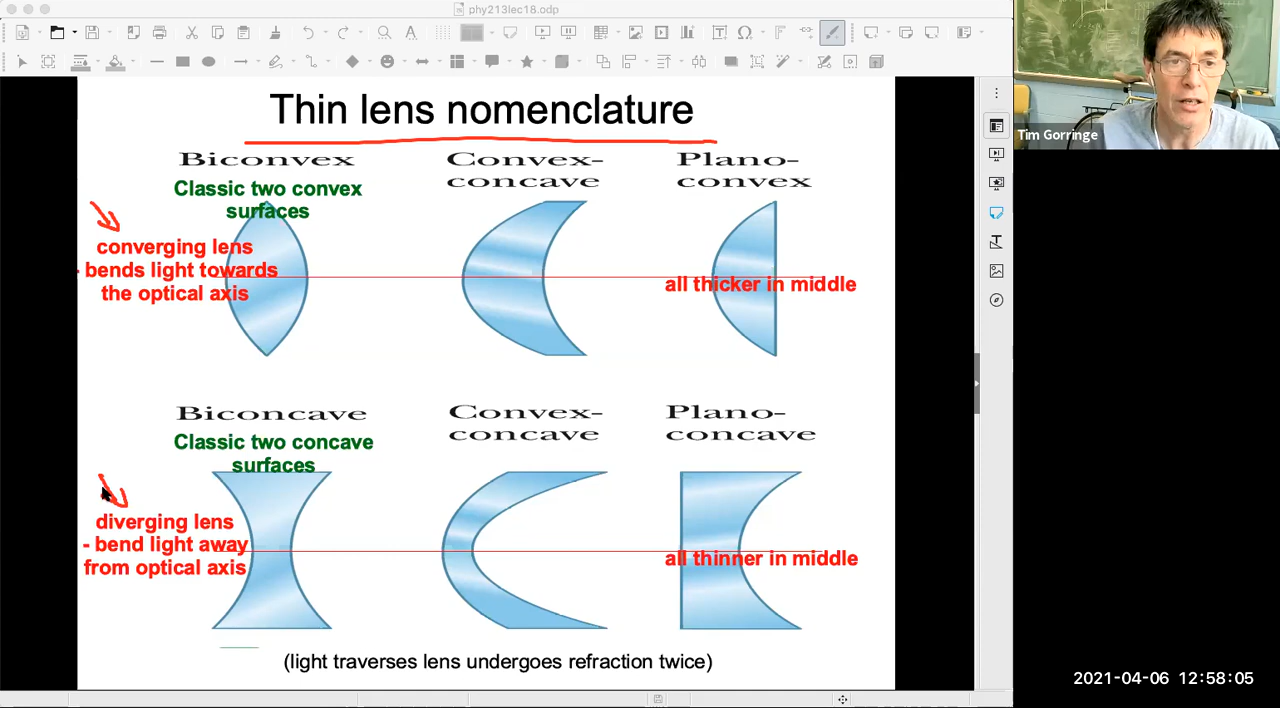 phy213lec18.odp
Thin lens nomenclature
Biconvex
Classic two convex
surfaces
Convex-
concave
Plano-
convex
converging lens
- bends light towards
the optical axis
all thicker in middle
Biconcave
Classic two concave
surfaces
Convex-
concave
Plano-
concave
diverging lens
- bend light away
from optical axis
all thinner in middle
(light traverses lens undergoes refraction twice)
Tim Gorringe
2021-04-06 12:58:05